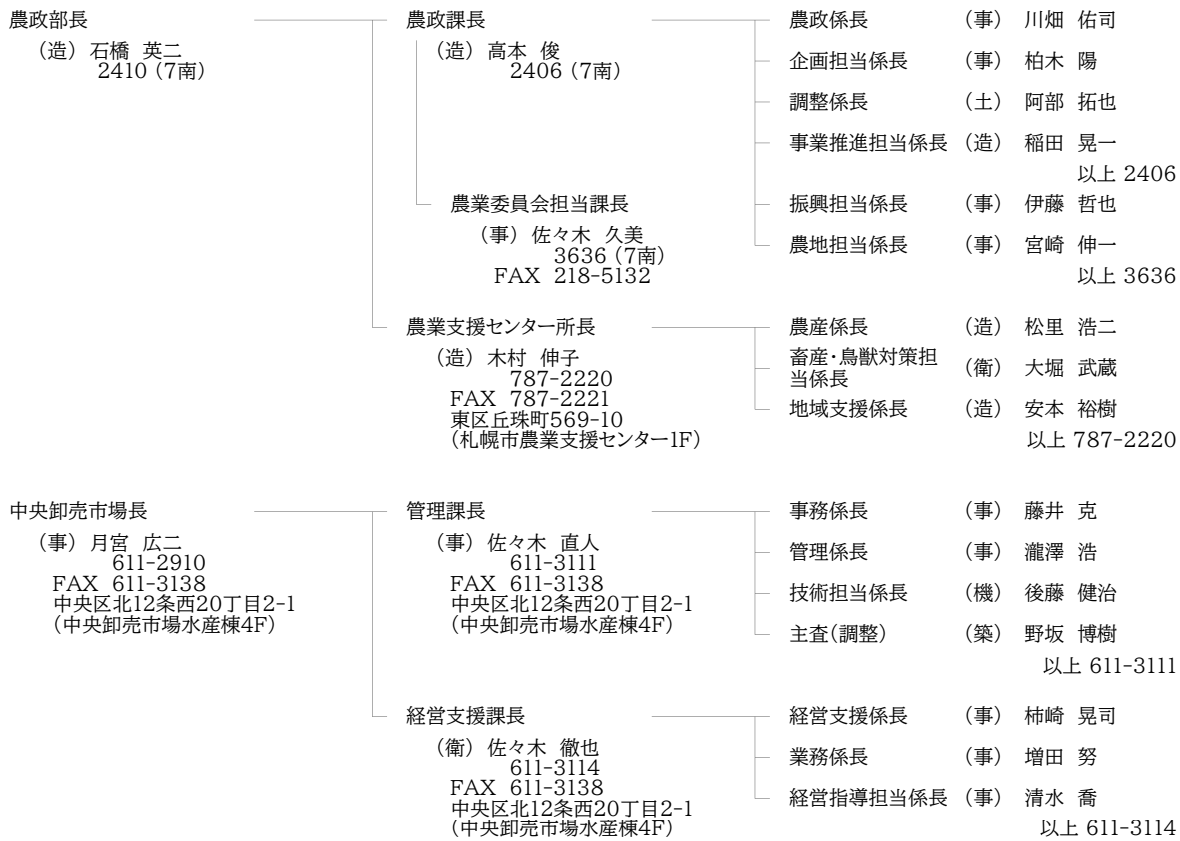 農政部長
（造）石橋 英二
2410（7南）
農政課長
（造）高本 俊
2406（7南）
農政係長 （事） 川畑 佑司
企画担当係長 （事） 柏木 陽
調整係長 （土） 阿部 拓也
事業推進担当係長 （造） 稲田 晃一
以上 2406
農業委員会担当課長
（事）佐々木 久美
3636（7南）
FAX 218-5132
振興担当係長 （事） 伊藤 哲也
農地担当係長 （事） 宮崎 伸一
以上 3636
農業支援センター所長
（造）木村 伸子
787-2220
FAX 787-2221
東区丘珠町569-10
（札幌市農業支援センター1F）
農産係長 （造） 松里 浩二
畜産・鳥獣対策担
当係長 （衛） 大堀 武蔵
地域支援係長 （造） 安本 裕樹
以上 787-2220
中央卸売市場長
（事）月宮 広二
611-2910
FAX 611-3138
中央区北12条西20丁目2-1
（中央卸売市場水産棟4F）
管理課長
（事）佐々木 直人
611-3111
FAX 611-3138
中央区北12条西20丁目2-1
（中央卸売市場水産棟4F）
事務係長 （事） 藤井 克
管理係長 （事） 瀧澤 浩
技術担当係長 （機） 後藤 健治
主査（調整） （築） 野坂 博樹
以上 611-3111
経営支援課長
（衛）佐々木 徹也
611-3114
FAX 611-3138
中央区北12条西20丁目2-1
（中央卸売市場水産棟4F）
経営支援係長 （事） 柿崎 晃司
業務係長 （事） 増田 努
経営指導担当係長 （事） 清水 喬
以上 611-3114